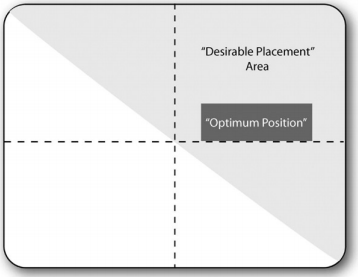 "Desirable Placement"
Area
"Optimum Position"